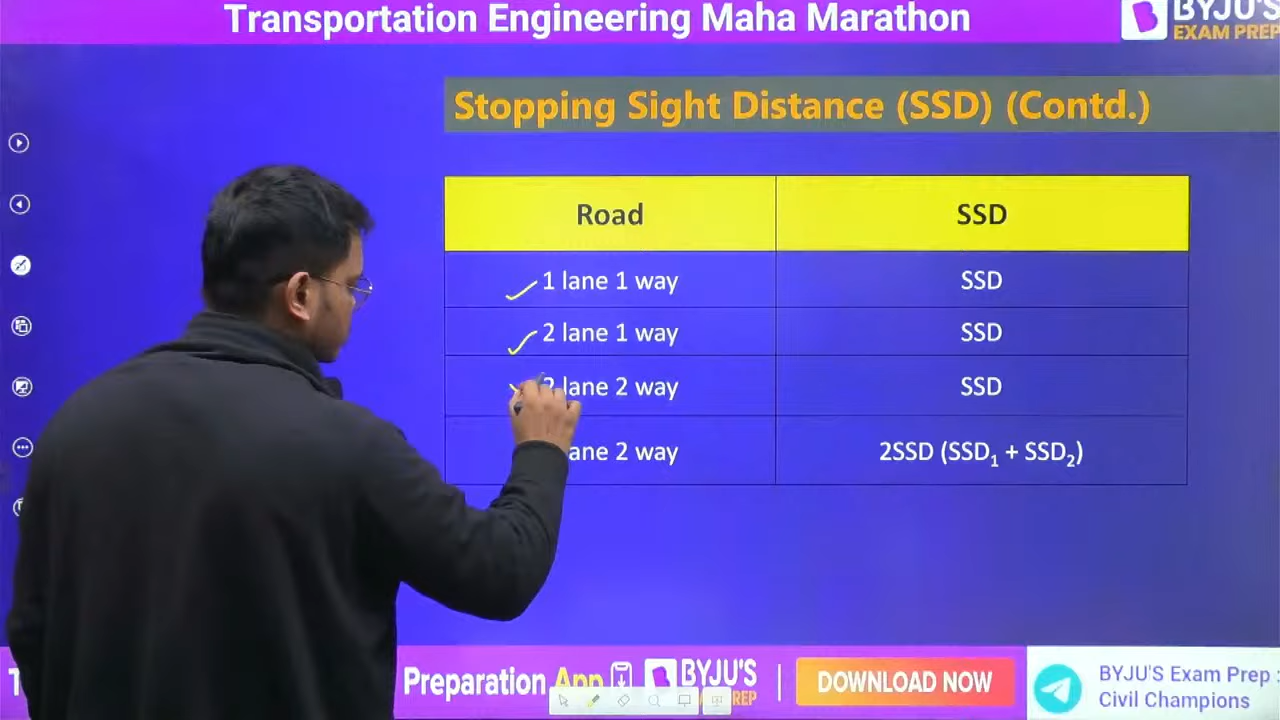 Transportation Engineering Maha Marathon
BYJU'S
EXAM PREP
Stopping Sight Distance (SSD) (Contd.)
Road SSD
1 lane 1 way SSD
2 lane 1 way SSD
2 lane 2 way SSD
2 way 2SSD (SSD₁ + SSD₂)
Preparation App BYJU'S
DOWNLOAD NOW
BYJU'S Exam Prep :
Civil Champions